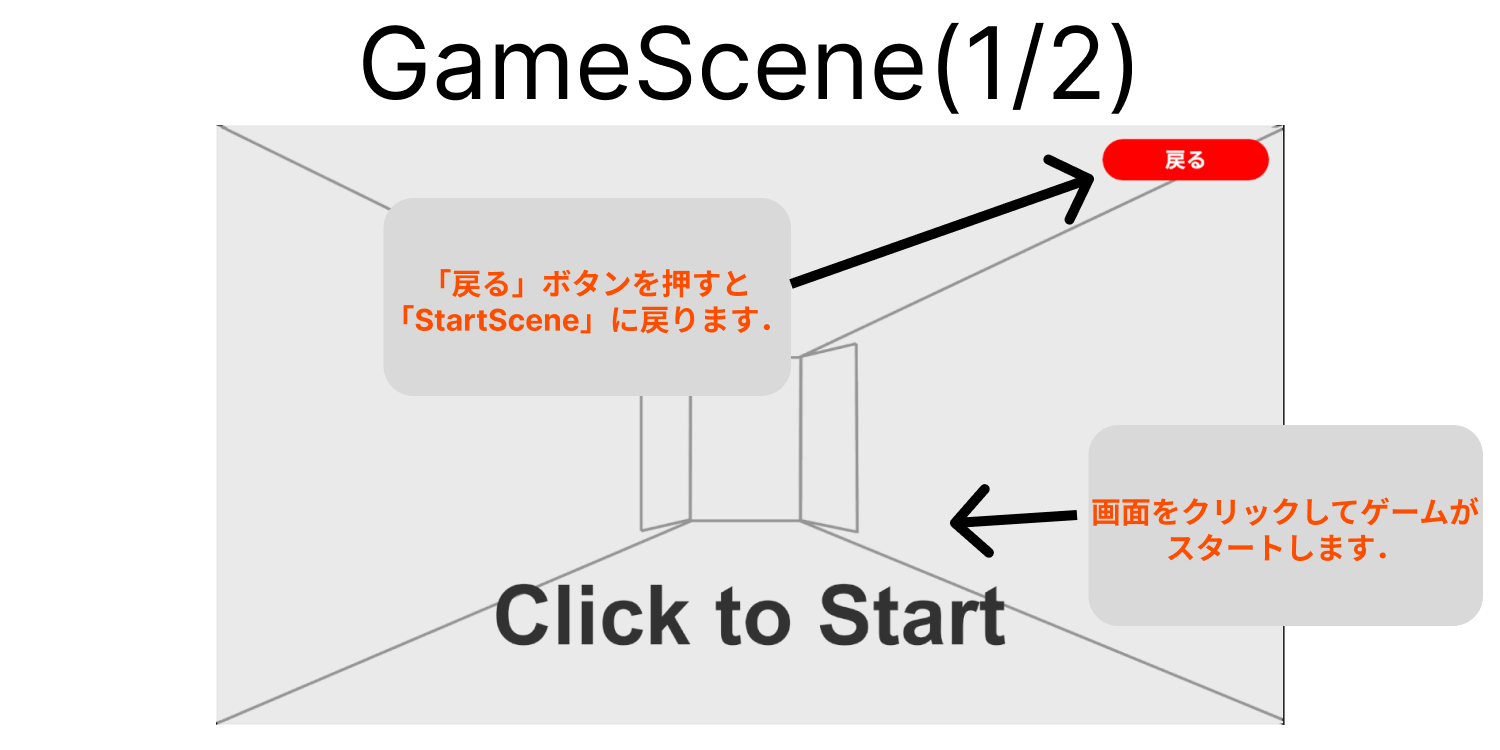 GameScene(1/2)
戻る
「戻る」ボタンを押すと
「StartScene」に戻ります．
画面をクリックしてゲームが
スタートします．
Click to Start